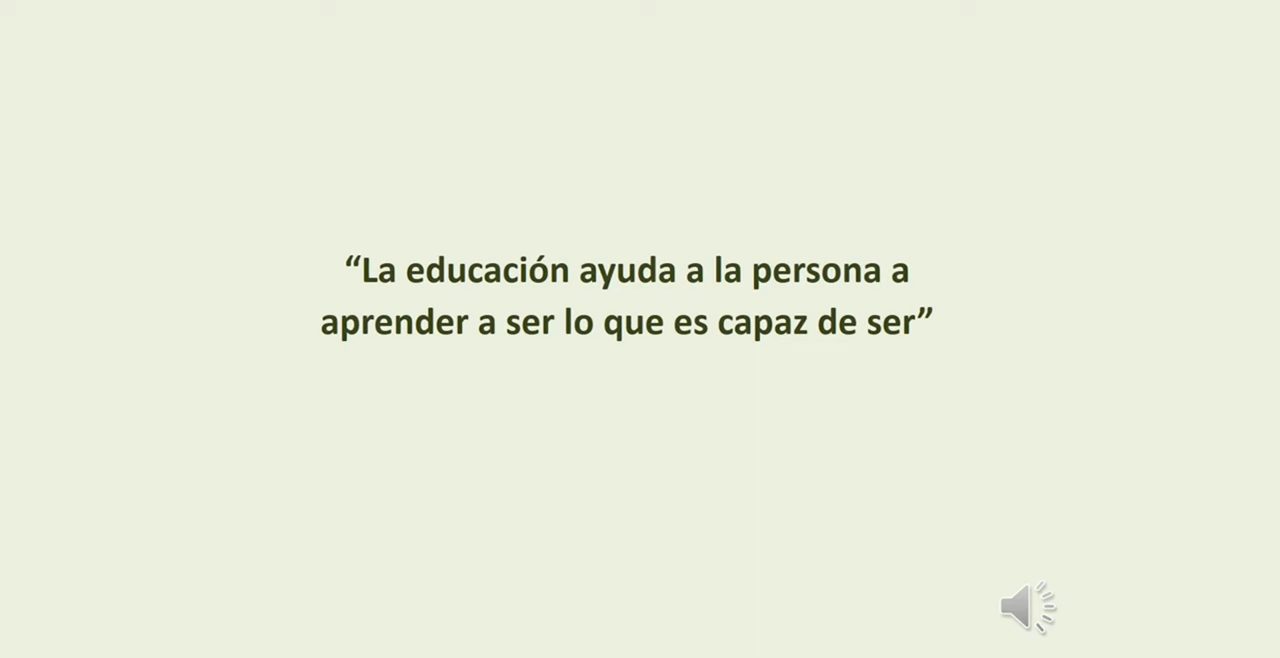 “La educación ayuda a la persona a
aprender a ser lo que es capaz de ser”